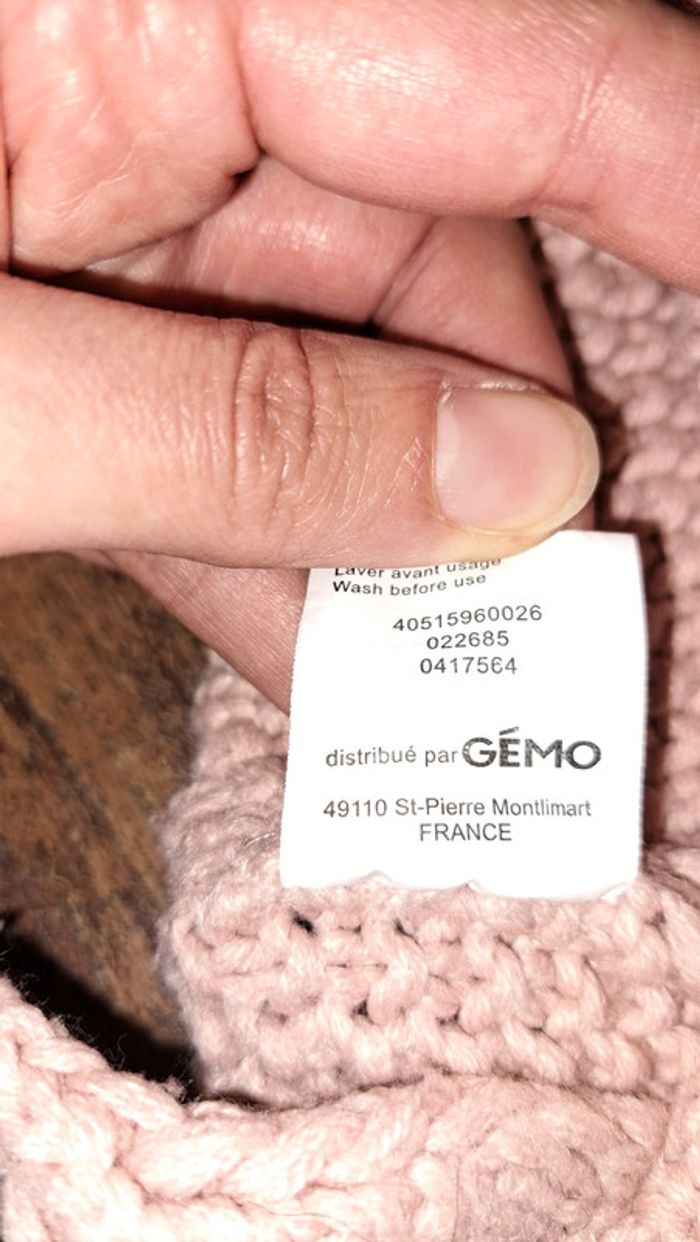 Laver avant usage
Wash before use
40515960026
022685
0417564
distribué par GÉMO
49110 St-Pierre Montlimart
FRANCE